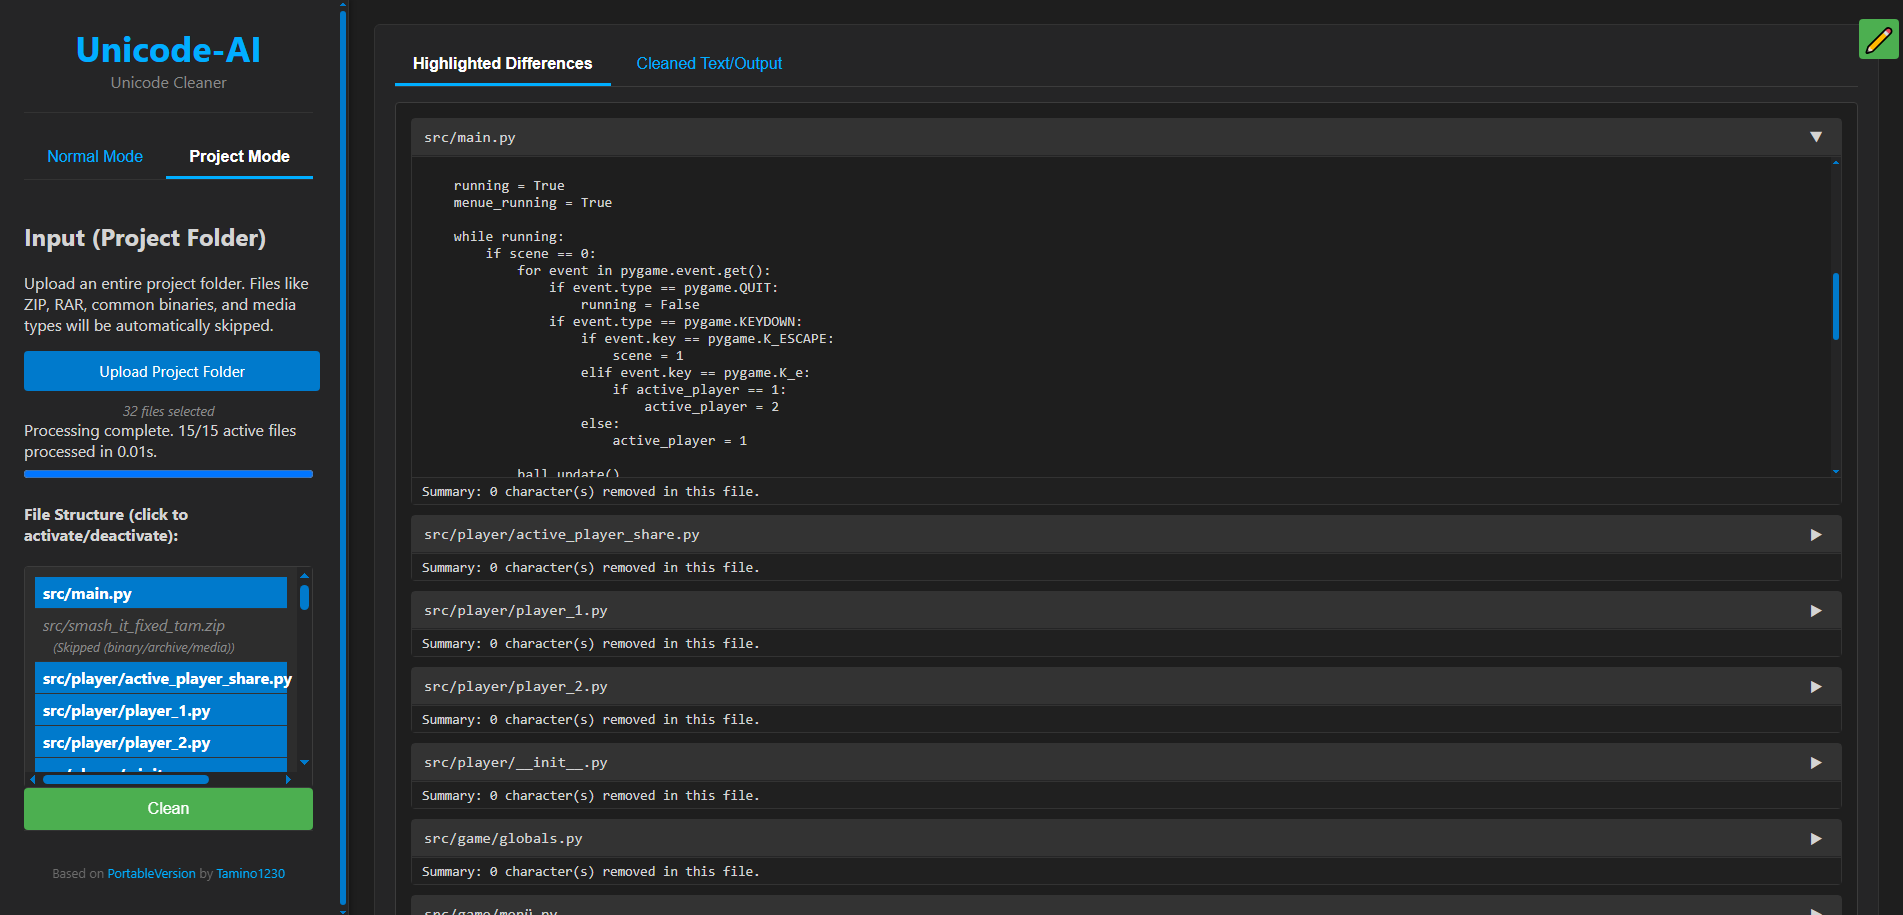 Unicode-AI
Unicode Cleaner
Normal Mode
Project Mode
Input (Project Folder)
Upload an entire project folder. Files like
ZIP, RAR, common binaries, and media
types will be automatically skipped.
Upload Project Folder
32 files selected
Processing complete. 15/15 active files
processed in 0.01s.
File Structure (click to
activate/deactivate):
src/main.py
src/smash_it_fixed_tam.zip
(Skipped (binary/archive/media))
src/player/active_player_share.py
src/player/player_1.py
src/player/player_2.py
Clean
Based on PortableVersion by Tamino1230
Highlighted Differences
Cleaned Text/Output
src/main.py
running = True
menue_running = True
while running:
if scene == 0:
for event in pygame.event.get():
if event.type == pygame.QUIT:
running = False
if event.type == pygame.KEYDOWN:
if event.key == pygame.K_ESCAPE:
scene = 1
elif event.key == pygame.K_e:
if active_player == 1:
active_player = 2
else:
active_player = 1
ball.update()
Summary: 0 character(s) removed in this file.
src/player/active_player_share.py
Summary: 0 character(s) removed in this file.
src/player/player_1.py
Summary: 0 character(s) removed in this file.
src/player/player_2.py
Summary: 0 character(s) removed in this file.
src/player/__init__.py
Summary: 0 character(s) removed in this file.
src/game/globals.py
Summary: 0 character(s) removed in this file.
src/game/menü.py